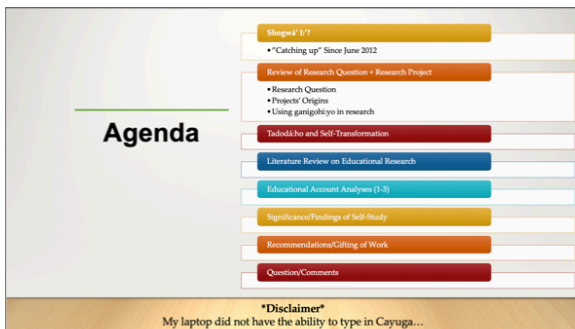 Agenda
Shogwá' I:'?
•"Catching up" Since June 2012
Review of Research Question + Research Project
•Research Question
•Projects' Origins
•Using ganigohi:yo in research
Tadodá:ho and Self-Transformation
Literature Review on Educational Research
Educational Account Analyses (1-3)
Significance/Findings of Self-Study
Recommendations/Gifting of Work
Question/Comments
*Disclaimer*
My laptop did not have the ability to type in Cayuga…